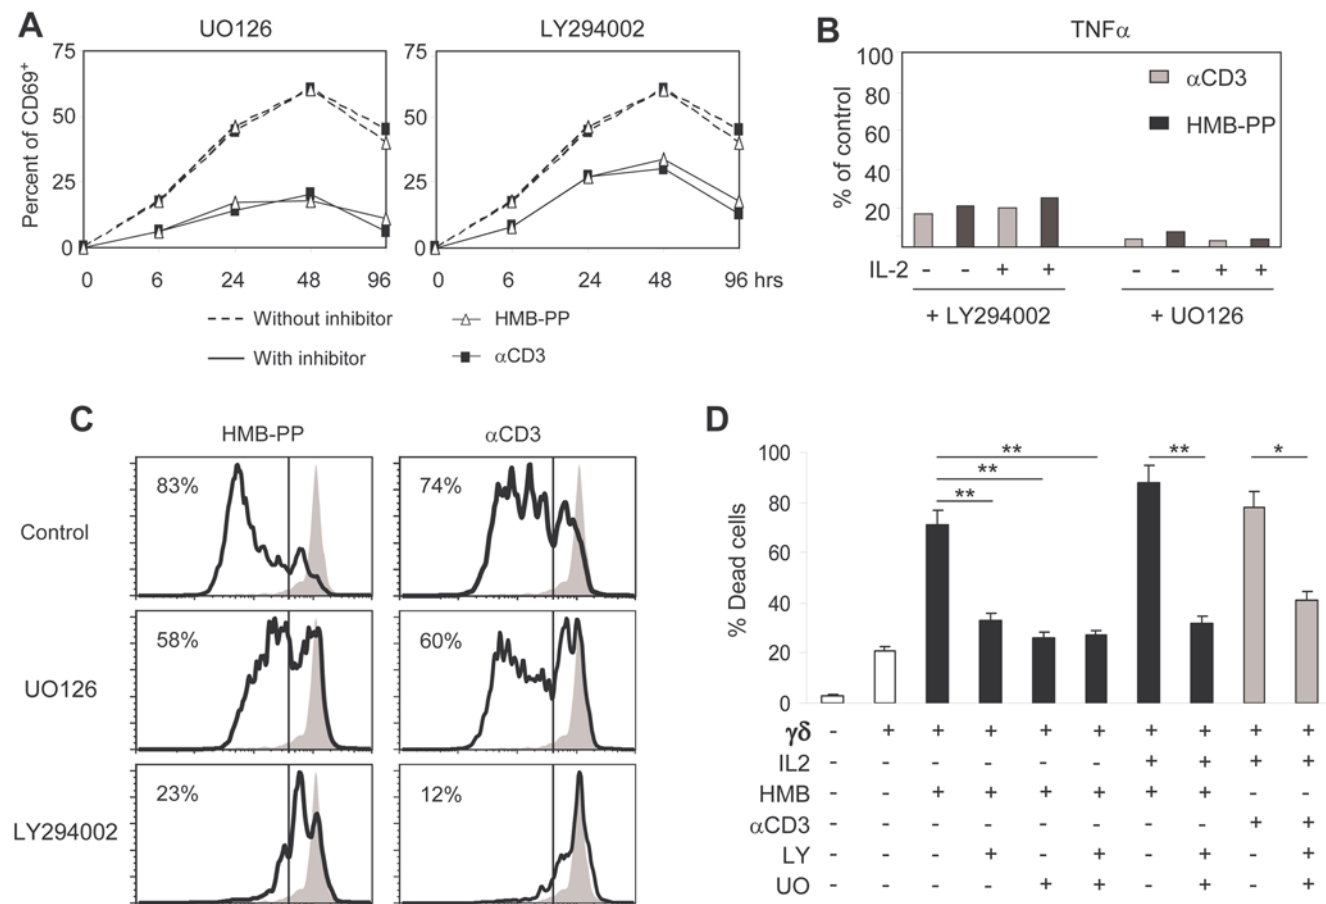 A
UO126
LY294002
Percent of CD69+
75
50
25
0
75
50
25
0
0 6 24 48 96
0 6 24 48 96 hrs
Without inhibitor
With inhibitor
HMB-PP
αCD3
B
TNFα
% of control
100
80
60
40
20
αCD3
HMB-PP
IL-2 - - + + - - + +
+ LY294002
+ UO126
C
HMB-PP
αCD3
Control
83%
74%
UO126
58%
60%
LY294002
23%
12%
D
% Dead cells
100
80
60
40
20
0
**
**
**
**
*
γδ - + + + + + + + + +
IL2 - - - - - - + + + +
HMB - - + + + + + + - -
αCD3 - - - - - - - - + +
LY - - - + - + - + - +
UO - - - - + + - + - +